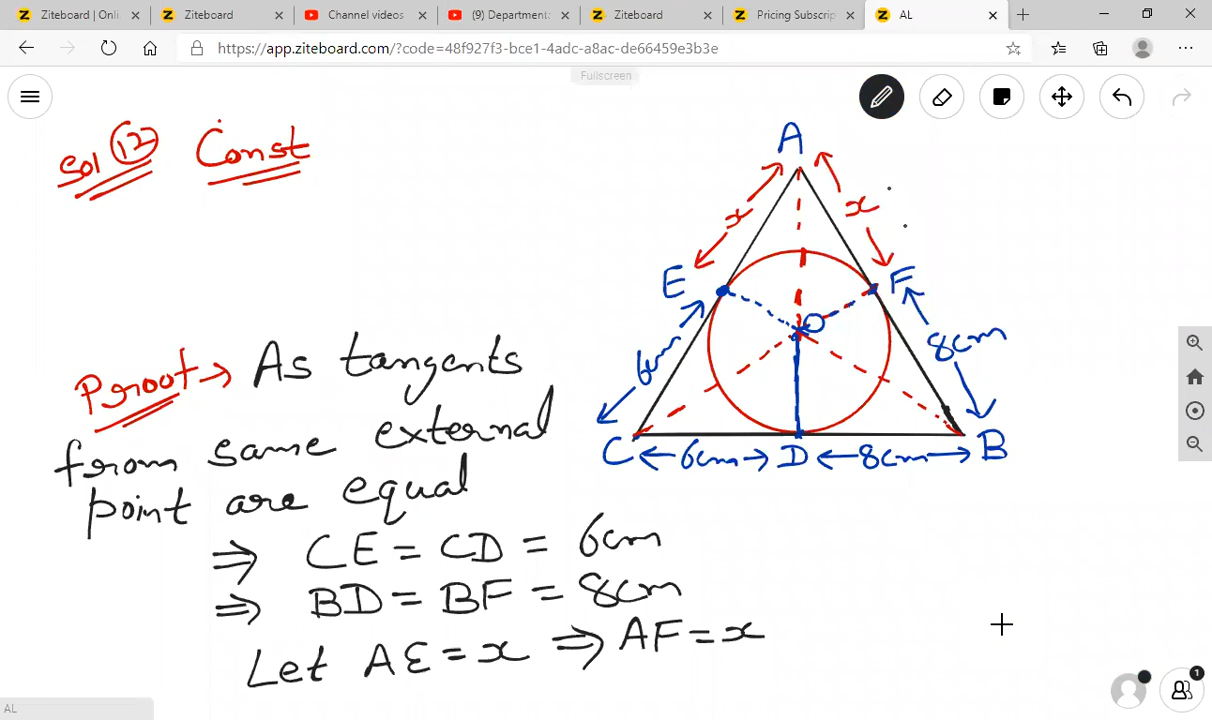 Ziteboard | Onli
Ziteboard
Channel videos
(9) Department
Ziteboard
Pricing Subscrip
AL
https://app.ziteboard.com/?code=48f927f3-bce1-4adc-a8ac-de66459e3b3e
Fullscreen
Sol 12 Const
A
x
x
E
F
O
6cm
8cm
C 6cm D 8cm B
Proof → As tangents
from same external
point are equal
⇒ CE = CD = 6cm
⇒ BD = BF = 8cm
Let AE = x ⇒ AF = x
1
AL